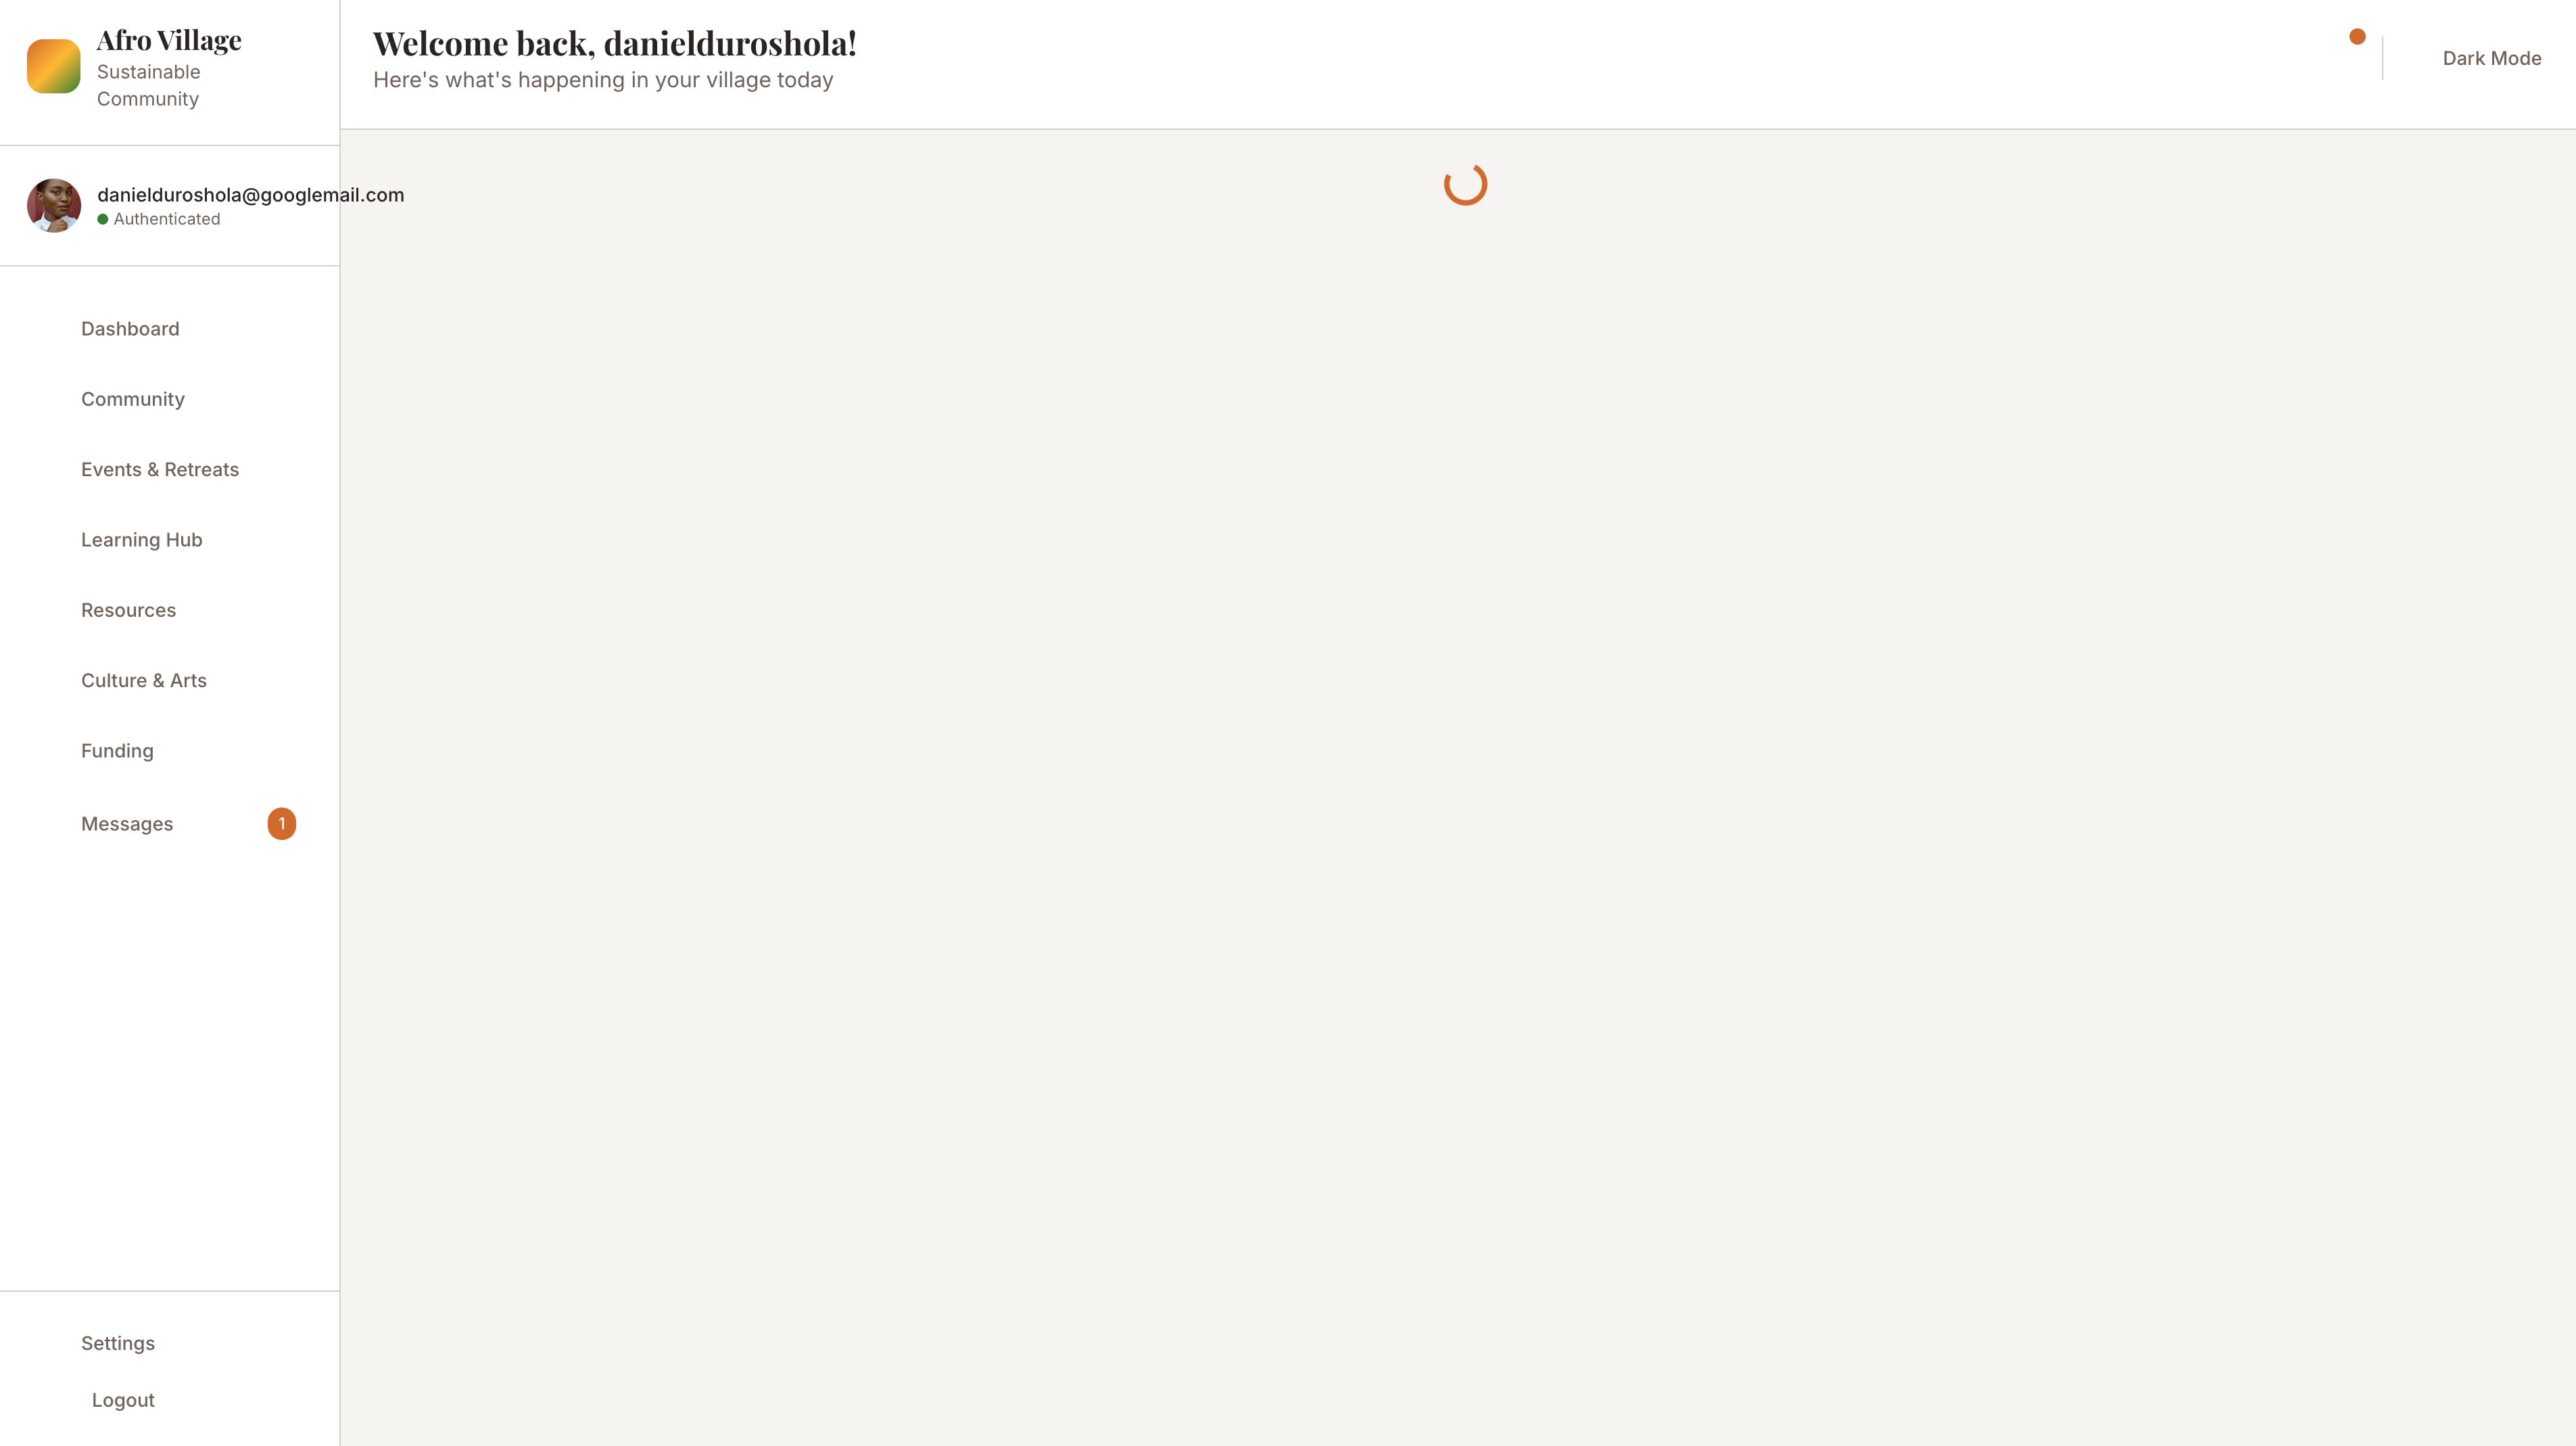 Afro Village
Sustainable
Community
danielduroshola@googlemail.com
Authenticated
Dashboard
Community
Events & Retreats
Learning Hub
Resources
Culture & Arts
Funding
Messages
1
Settings
Logout
Welcome back, danielduroshola!
Here's what's happening in your village today
Dark Mode